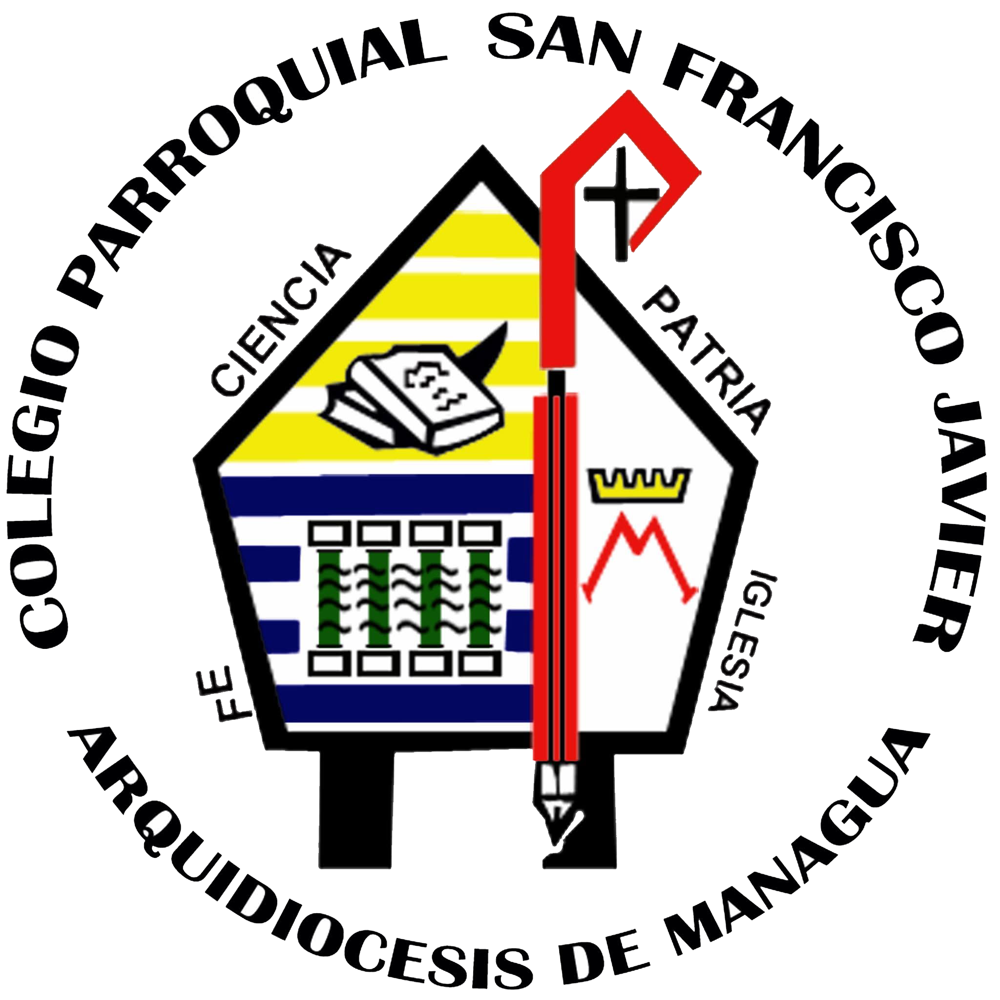 COLEGIO PARROQUIAL SAN FRANCISCO JAVIER
CIENCIA
PATRIA
FE
IGLESIA
ARQUIDIOCESIS DE MANAGUA